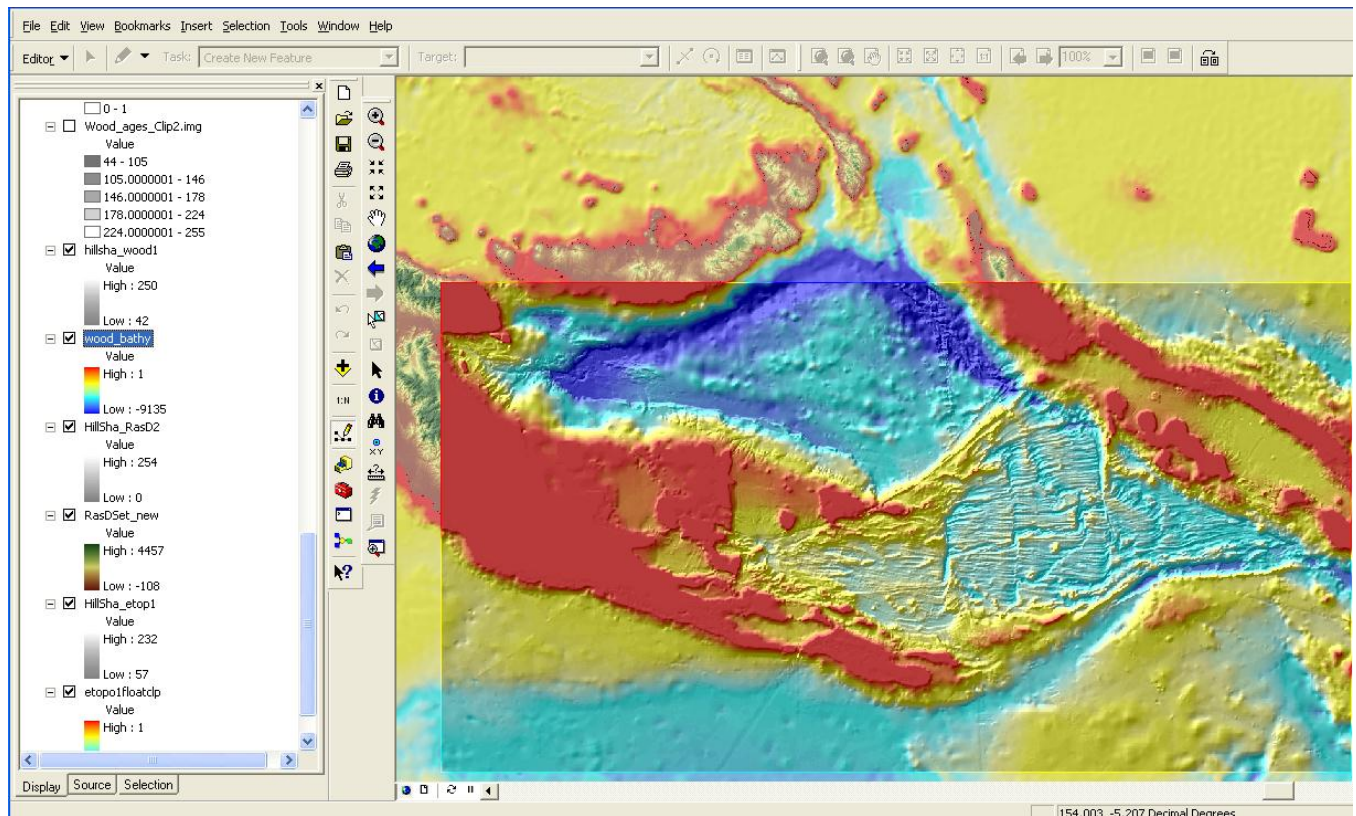 File Edit View Bookmarks Insert Selection Tools Window Help
Editor Task: Create New Feature Target: 100%
0 - 1
Wood_ages_Clip2.img
Value
44 - 105
105.0000001 - 146
146.0000001 - 178
178.0000001 - 224
224.0000001 - 255
hillsha_wood1
Value
High : 250
Low : 42
wood_bathy
Value
High : 1
Low : -9135
HillSha_RasD2
Value
High : 254
Low : 0
RasDSet_new
Value
High : 4457
Low : -108
HillSha_etop1
Value
High : 232
Low : 57
etopo1floatclp
Value
High : 1
Display Source Selection
1:N
XY
154.003 -5.207 Decimal Degrees